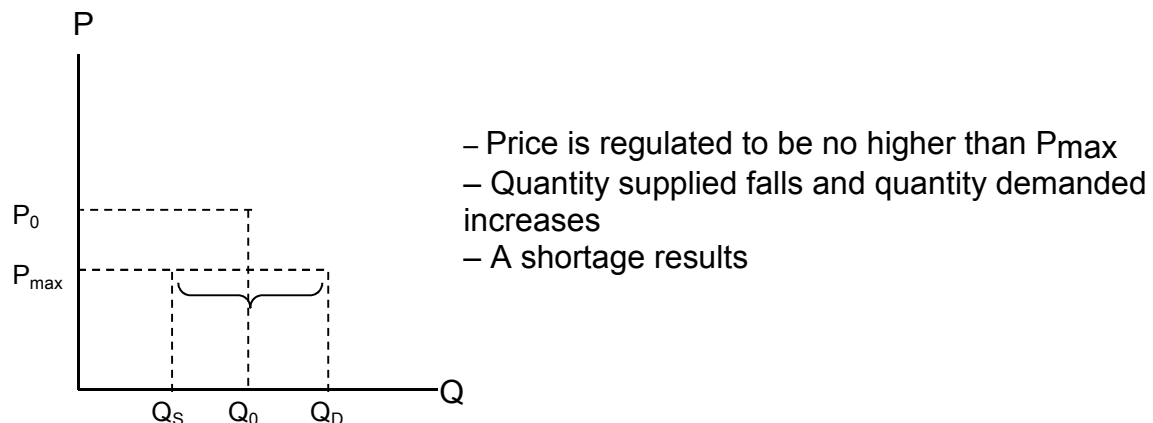 P
– Price is regulated to be no higher than Pmax
– Quantity supplied falls and quantity demanded
increases
– A shortage results
P₀
Pmax
Q
QS Q₀ QD